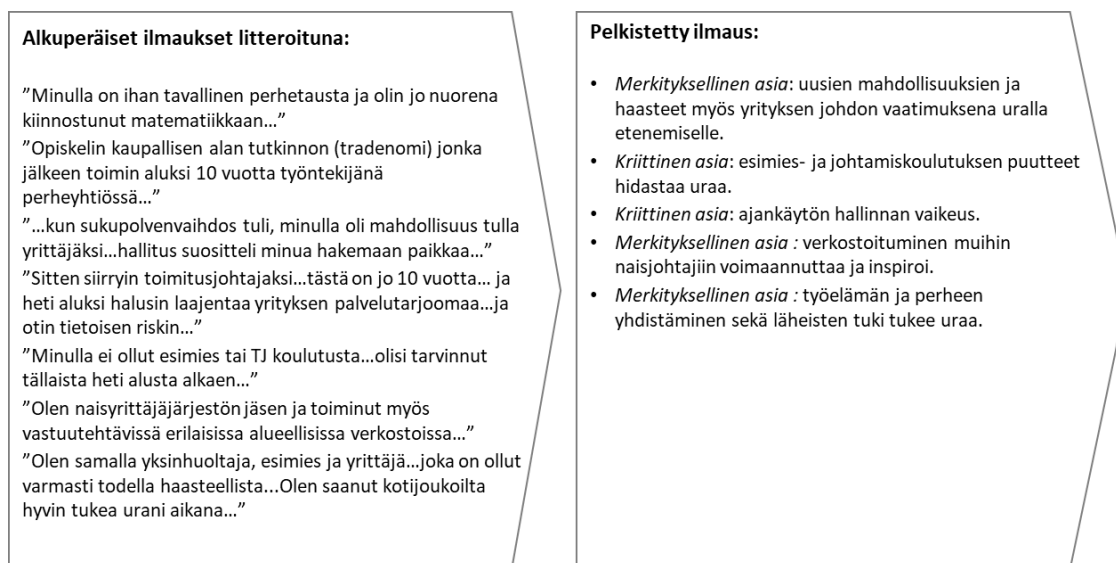 Alkuperäiset ilmaukset litteroituna:
”Minulla on ihan tavallinen perhetausta ja olin jo nuorena
kiinnostunut matematiikkaan…”
”Opiskelin kaupallisen alan tutkinnon (tradenomi) jonka
jälkeen toimin aluksi 10 vuotta työntekijänä
perheyhtiössä…”
”…kun sukupolvenvaihdos tuli, minulla oli mahdollisuus tulla
yrittäjäksi…hallitus suositteli minua hakemaan paikkaa…”
”Sitten siirryin toimitusjohtajaksi…tästä on jo 10 vuotta… ja
heti aluksi halusin laajentaa yrityksen palvelutarjoomaa…ja
otin tietoisen riskin…”
”Minulla ei ollut esimies tai TJ koulutusta…olisi tarvinnut
tällaista heti alusta alkaen…”
”Olen naisyrittäjäjärjestön jäsen ja toiminut myös
vastuutehtävissä erilaisissa alueellisissa verkostoissa…”
”Olen samalla yksinhuoltaja, esimies ja yrittäjä…joka on ollut
varmasti todella haasteellista...Olen saanut kotijoukoilta
hyvin tukea urani aikana…”
Pelkistetty ilmaus:
• Merkityksellinen asia: uusien mahdollisuuksien ja
haasteet myös yrityksen johdon vaatimuksena uralla
etenemiselle.
• Kriittinen asia: esimies- ja johtamiskoulutuksen puutteet
hidastaa uraa.
• Kriittinen asia: ajankäytön hallinnan vaikeus.
• Merkityksellinen asia : verkostoituminen muihin
naisjohtajiin voimaannuttaa ja inspiroi.
• Merkityksellinen asia : työelämän ja perheen
yhdistäminen sekä läheisten tuki tukee uraa.